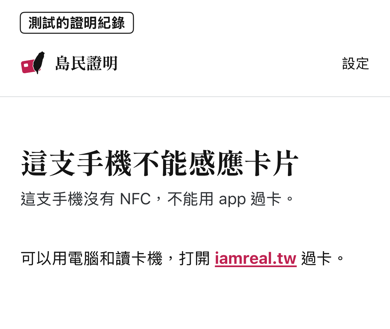 測試的證明紀錄
島民證明
設定
這支手機不能感應卡片
這支手機沒有 NFC，不能用 app 過卡。
可以用電腦和讀卡機，打開 iamreal.tw 過卡。